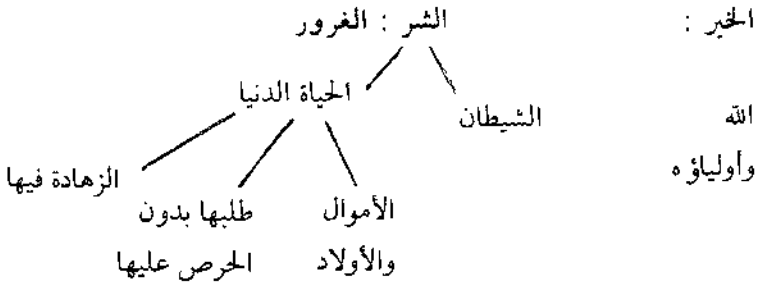 الخير : الشر : الغرور
الحياة الدنيا
الله الشيطان
وأولياؤه
الزهادة فيها
الأموال طلبها بدون
والأولاد الحرص عليها